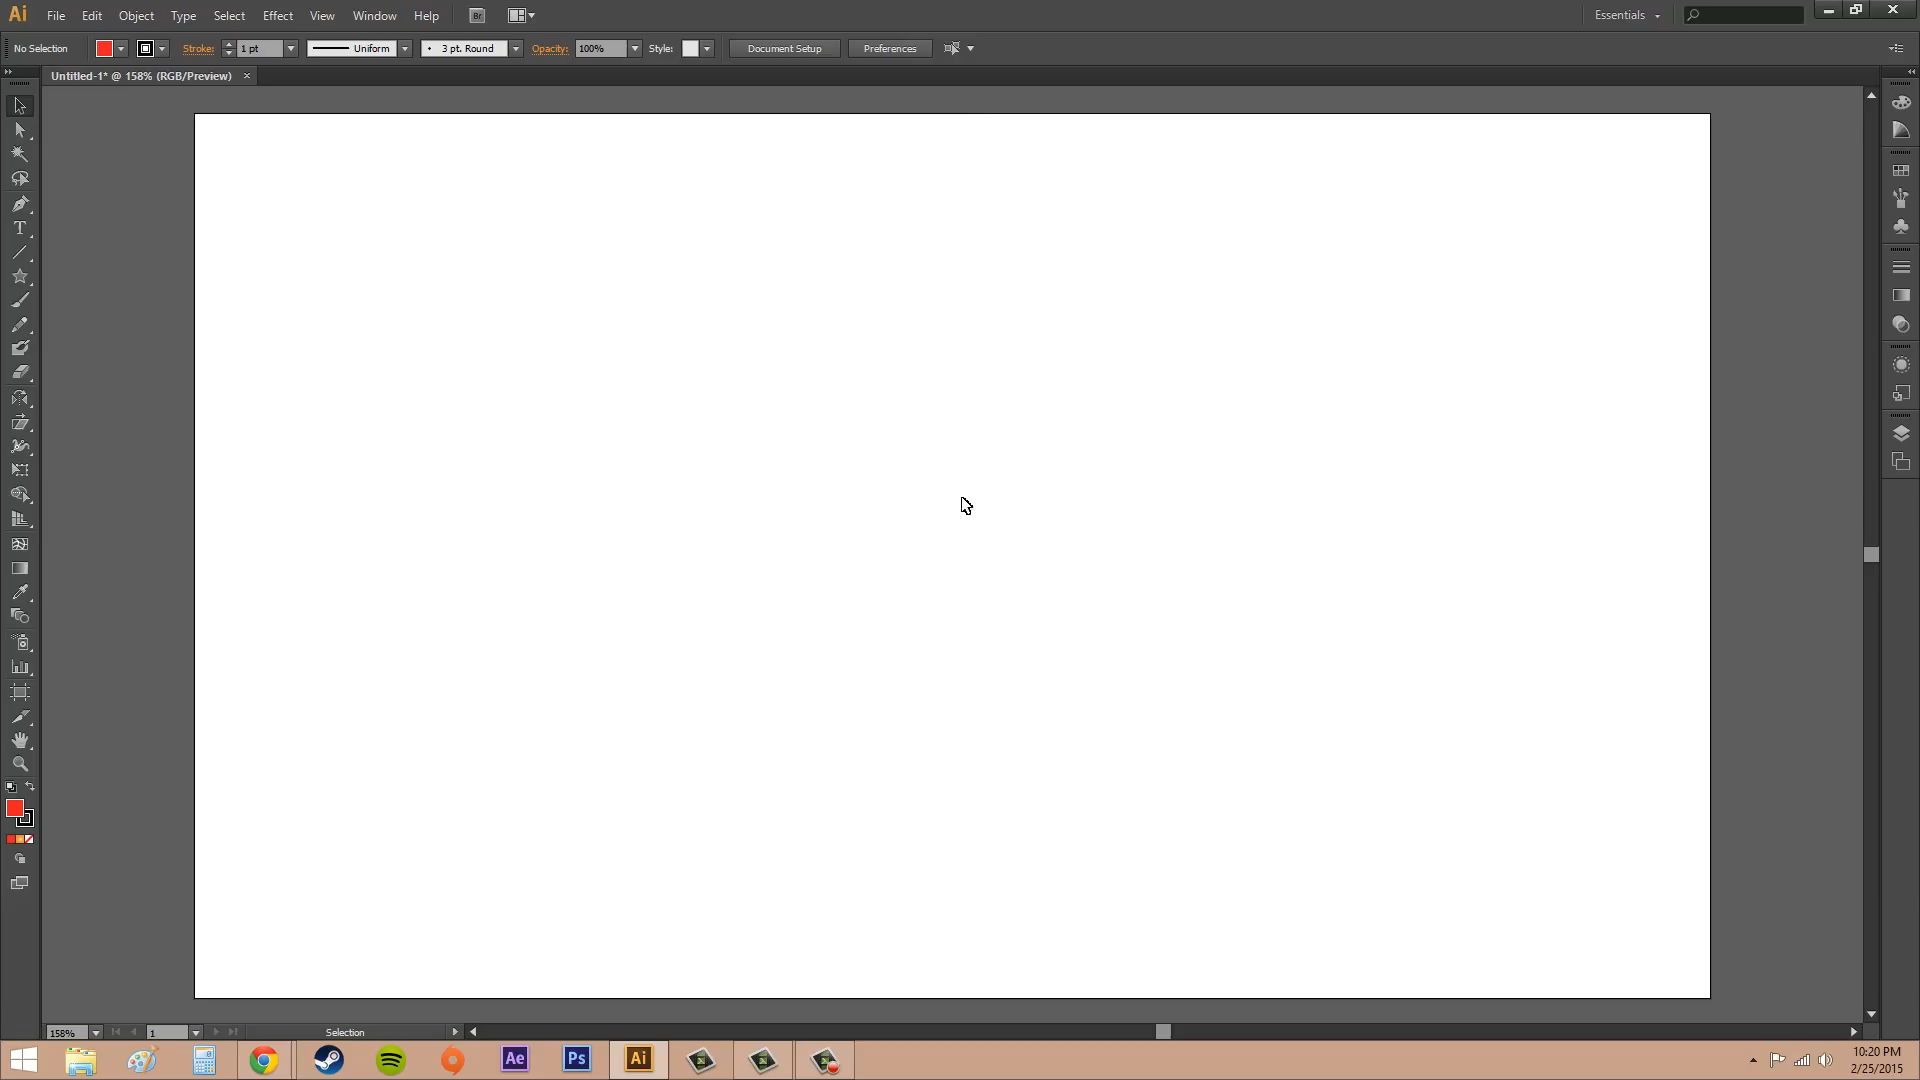 Ai File Edit Object Type Select Effect View Window Help Br Essentials
No Selection Stroke: 1 pt Uniform 3 pt. Round Opacity: 100% Style: Document Setup Preferences
Untitled-1* @ 158% (RGB/Preview) ×
T
158% 1 Selection
Ae Ps Ai
10:20 PM
2/25/2015